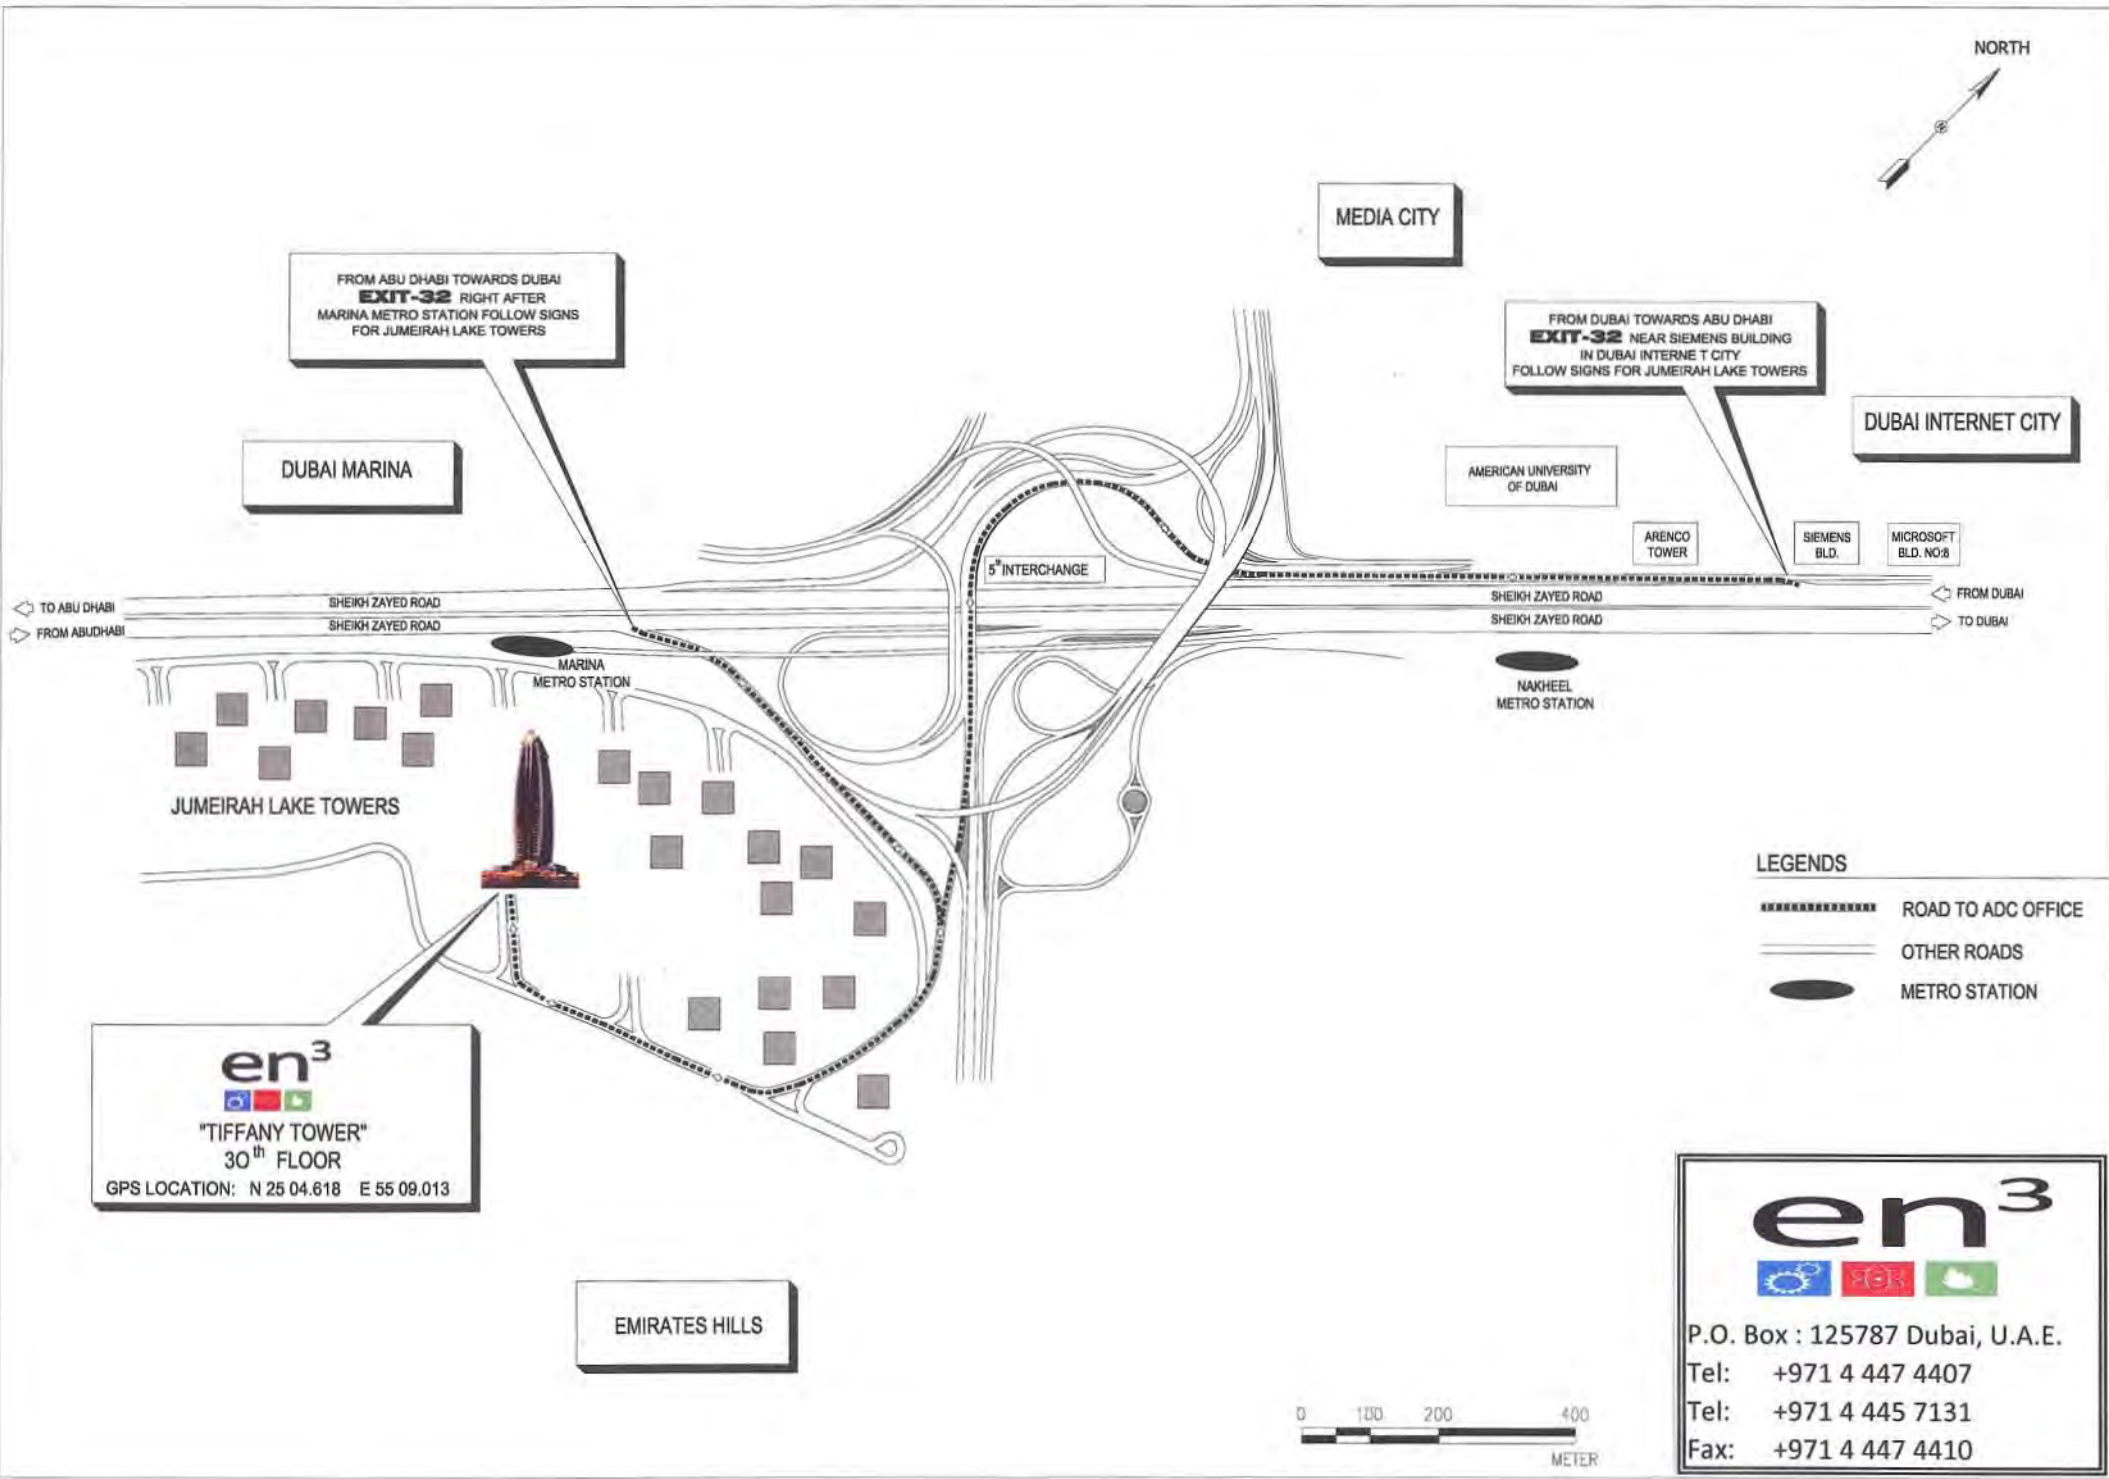 NORTH
MEDIA CITY
FROM ABU DHABI TOWARDS DUBAI
EXIT-32 RIGHT AFTER
MARINA METRO STATION FOLLOW SIGNS
FOR JUMEIRAH LAKE TOWERS
FROM DUBAI TOWARDS ABU DHABI
EXIT-32 NEAR SIEMENS BUILDING
IN DUBAI INTERNE T CITY
FOLLOW SIGNS FOR JUMEIRAH LAKE TOWERS
DUBAI INTERNET CITY
DUBAI MARINA
AMERICAN UNIVERSITY
OF DUBAI
ARENCO
TOWER
SIEMENS
BLD.
MICROSOFT
BLD. NO:8
5th INTERCHANGE
TO ABU DHABI
SHEIKH ZAYED ROAD
SHEIKH ZAYED ROAD
FROM DUBAI
FROM ABUDHABI
SHEIKH ZAYED ROAD
SHEIKH ZAYED ROAD
TO DUBAI
MARINA
METRO STATION
NAKHEEL
METRO STATION
JUMEIRAH LAKE TOWERS
LEGENDS
ROAD TO ADC OFFICE
OTHER ROADS
METRO STATION
en3
"TIFFANY TOWER"
30th FLOOR
GPS LOCATION: N 25 04.618 E 55 09.013
EMIRATES HILLS
en3
P.O. Box : 125787 Dubai, U.A.E.
Tel: +971 4 447 4407
Tel: +971 4 445 7131
Fax: +971 4 447 4410
0 100 200 400
METER